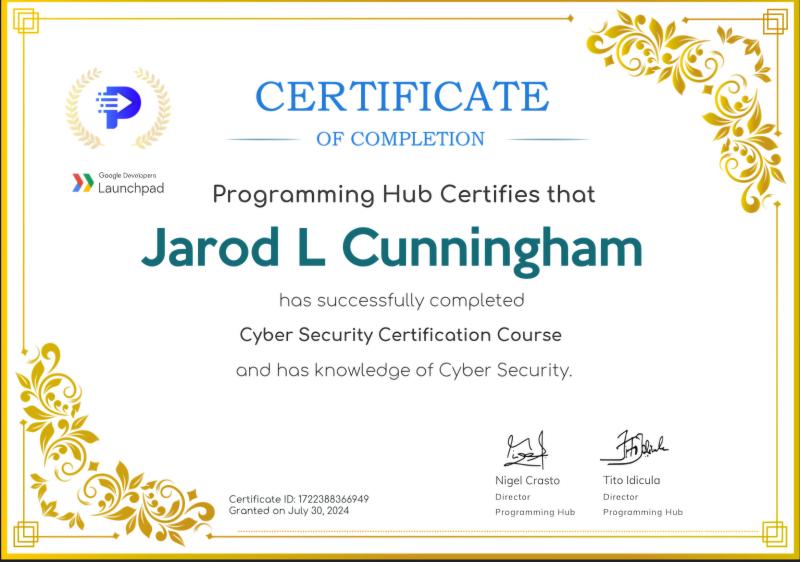 CERTIFICATE
OF COMPLETION
Google Developers
Launchpad
Programming Hub Certifies that
Jarod L Cunningham
has successfully completed
Cyber Security Certification Course
and has knowledge of Cyber Security.
Nigel Crasto
Director
Programming Hub
Tito Idicula
Director
Programming Hub
Certificate ID: 1722388366949
Granted on July 30, 2024